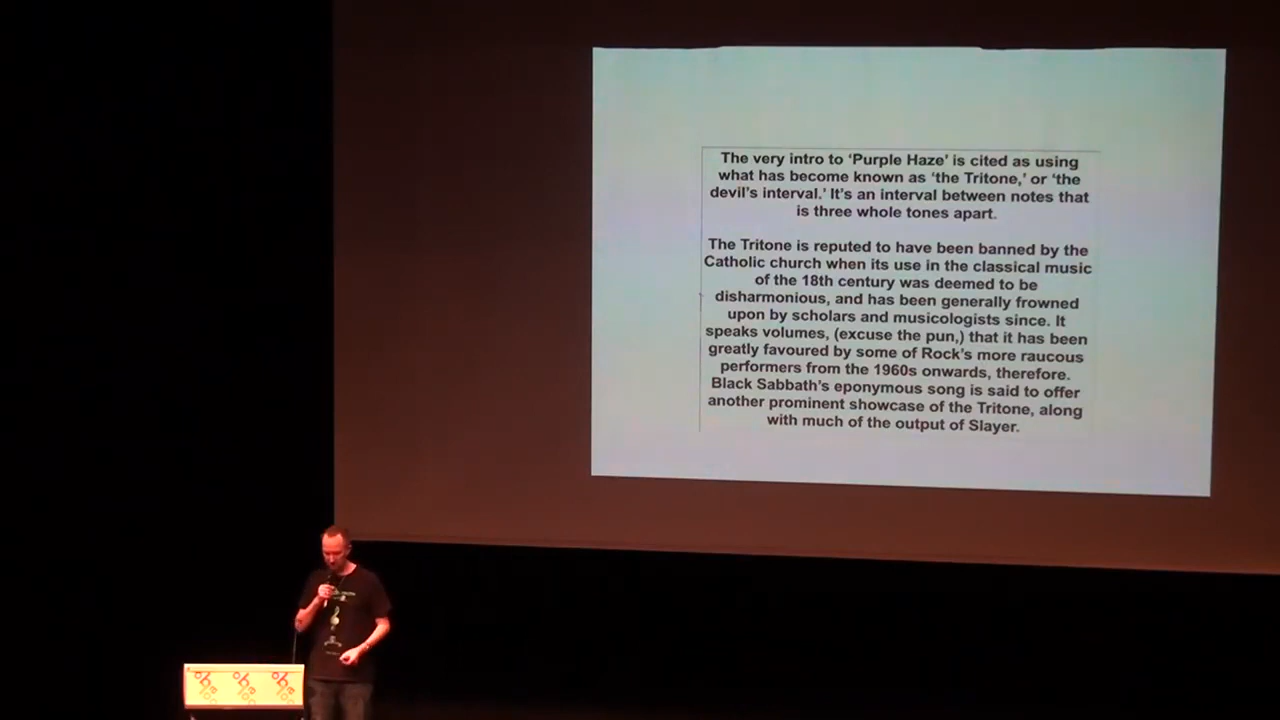 The very intro to ‘Purple Haze’ is cited as using
what has become known as ‘the Tritone,’ or ‘the
devil’s interval.’ It’s an interval between notes that
is three whole tones apart.
The Tritone is reputed to have been banned by the
Catholic church when its use in the classical music
of the 18th century was deemed to be
disharmonious, and has been generally frowned
upon by scholars and musicologists since. It
speaks volumes, (excuse the pun,) that it has been
greatly favoured by some of Rock’s more raucous
performers from the 1960s onwards, therefore.
Black Sabbath’s eponymous song is said to offer
another prominent showcase of the Tritone, along
with much of the output of Slayer.